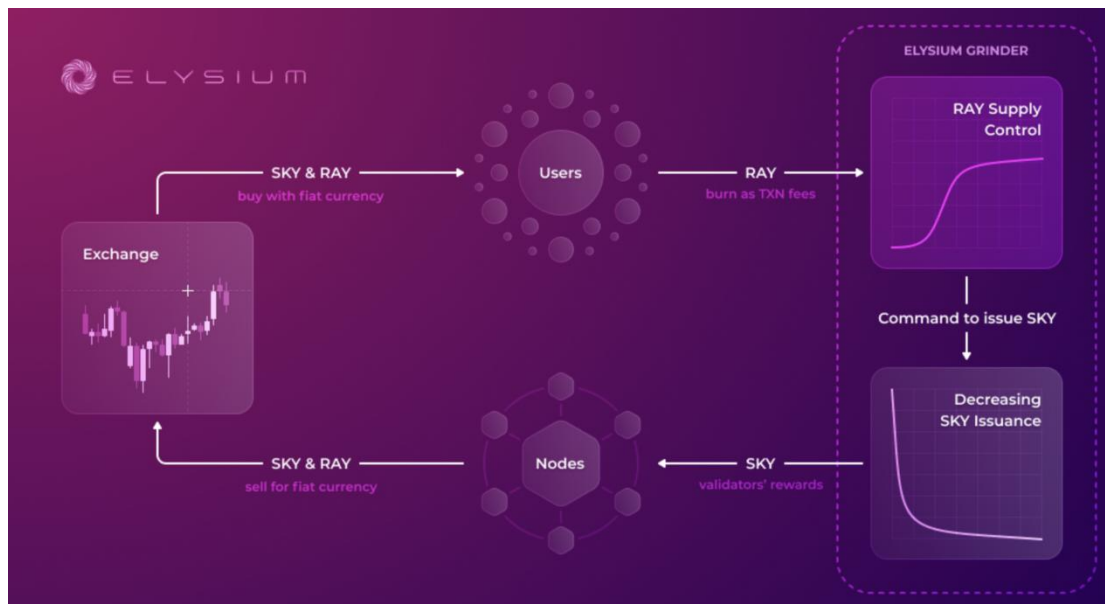 ELYSIUM
ELYSIUM GRINDER
RAY Supply
Control
SKY & RAY
buy with fiat currency
Users
RAY
burn as TXN fees
Exchange
Command to issue SKY
Decreasing
SKY Issuance
SKY & RAY
sell for fiat currency
Nodes
SKY
validators' rewards